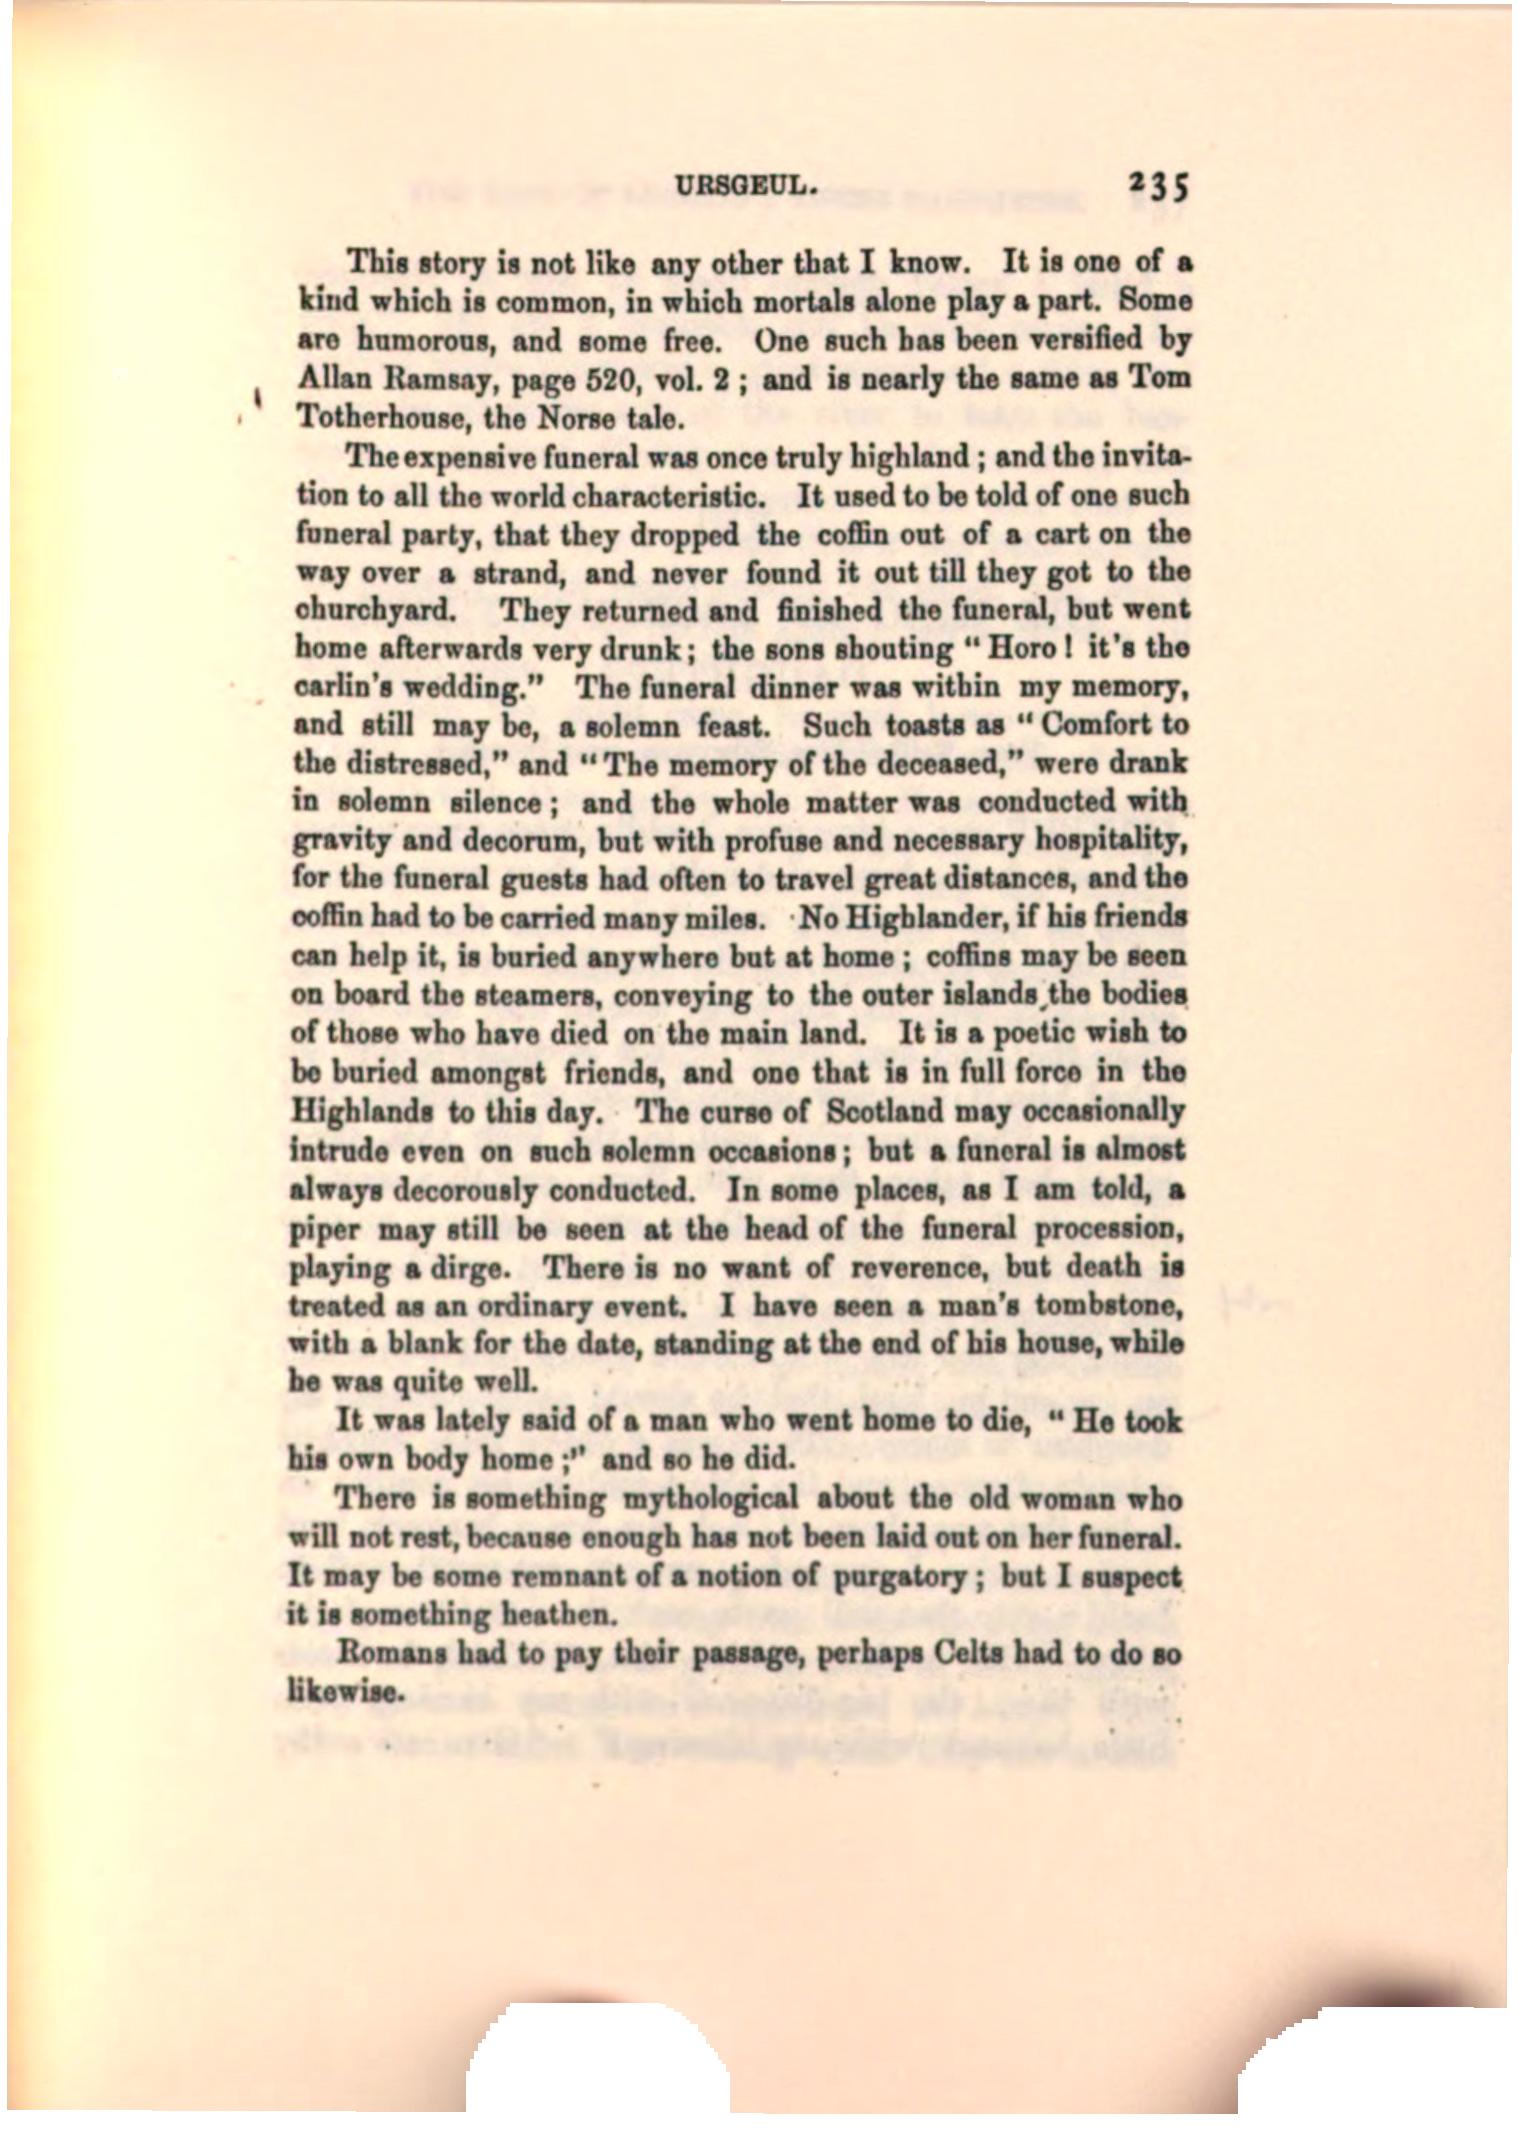 URSGEUL. 235
This story is not like any other that I know. It is one of a
kind which is common, in which mortals alone play a part. Some
are humorous, and some free. One such has been versified by
Allan Ramsay, page 520, vol. 2 ; and is nearly the same as Tom
Totherhouse, the Norse tale.
The expensive funeral was once truly highland ; and the invita-
tion to all the world characteristic. It used to be told of one such
funeral party, that they dropped the coffin out of a cart on the
way over a strand, and never found it out till they got to the
churchyard. They returned and finished the funeral, but went
home afterwards very drunk ; the sons shouting “ Horo ! it's the
carlin's wedding.” The funeral dinner was within my memory,
and still may be, a solemn feast. Such toasts as “ Comfort to
the distressed,” and “ The memory of the deceased,” were drank
in solemn silence ; and the whole matter was conducted with
gravity and decorum, but with profuse and necessary hospitality,
for the funeral guests had often to travel great distances, and the
coffin had to be carried many miles. No Highlander, if his friends
can help it, is buried anywhere but at home ; coffins may be seen
on board the steamers, conveying to the outer islands the bodies
of those who have died on the main land. It is a poetic wish to
be buried amongst friends, and one that is in full force in the
Highlands to this day. The curse of Scotland may occasionally
intrude even on such solemn occasions ; but a funeral is almost
always decorously conducted. In some places, as I am told, a
piper may still be seen at the head of the funeral procession,
playing a dirge. There is no want of reverence, but death is
treated as an ordinary event. I have seen a man's tombstone,
with a blank for the date, standing at the end of his house, while
he was quite well.
It was lately said of a man who went home to die, “ He took
his own body home ;” and so he did.
There is something mythological about the old woman who
will not rest, because enough has not been laid out on her funeral.
It may be some remnant of a notion of purgatory ; but I suspect
it is something heathen.
Romans had to pay their passage, perhaps Celts had to do so
likewise.